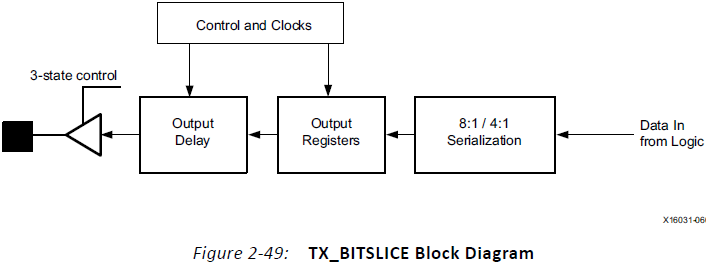 Control and Clocks
3-state control
Output
Delay
Output
Registers
8:1 / 4:1
Serialization
Data In
from Logic
X16031-060
Figure 2-49: TX_BITSLICE Block Diagram